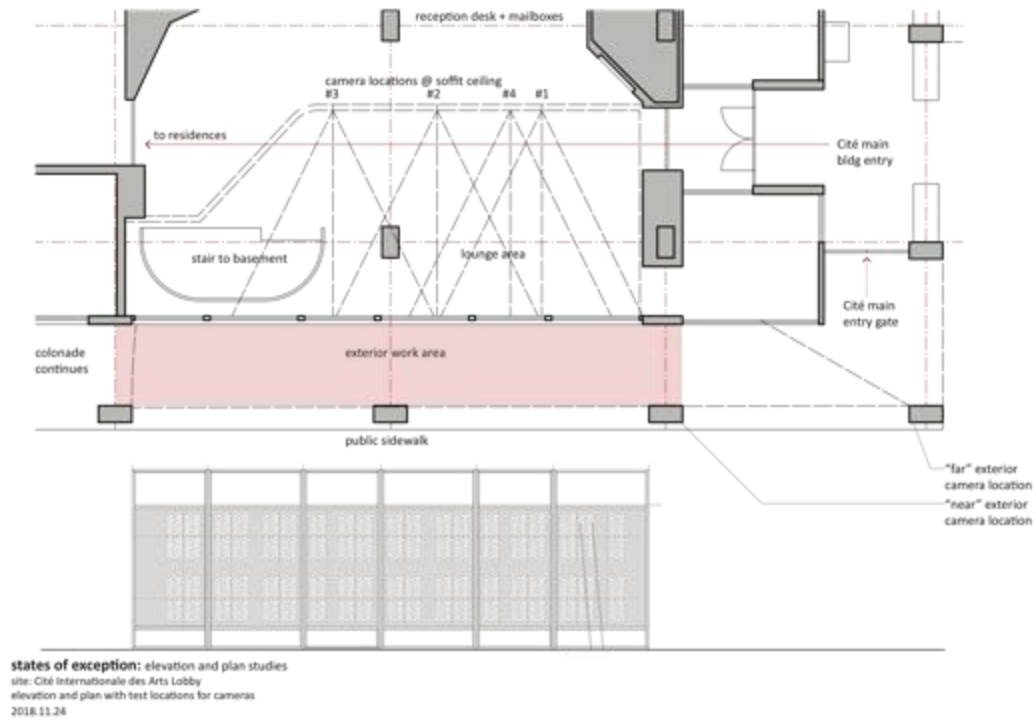 reception desk + mailboxes
camera locations @ soffit ceiling
#3
#2
#4
#1
to residences
Cité main
bldg entry
stair to basement
lounge area
Cité main
entry gate
colonade
continues
exterior work area
public sidewalk
"far" exterior
camera location
"near" exterior
camera location
states of exception: elevation and plan studies
site: Cité Internationale des Arts Lobby
elevation and plan with test locations for cameras
2018.11.24